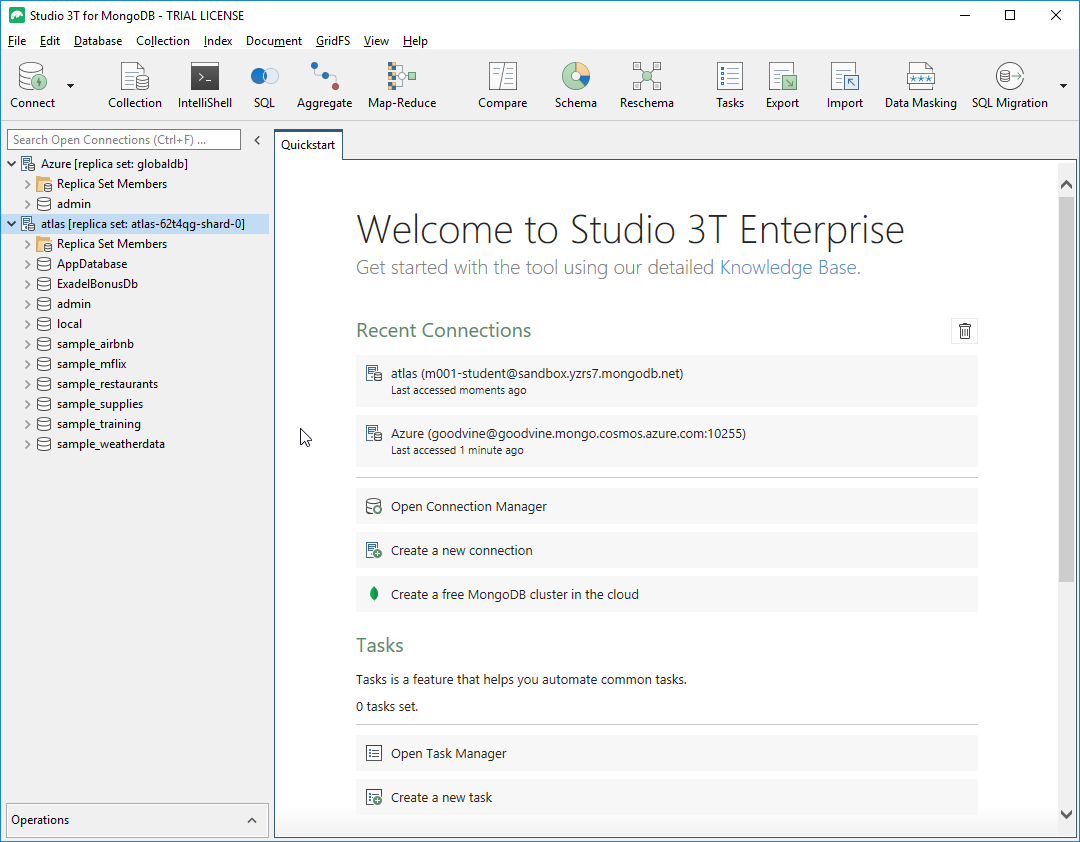 Studio 3T for MongoDB - TRIAL LICENSE
File Edit Database Collection Index Document GridFS View Help
Connect Collection IntelliShell SQL Aggregate Map-Reduce Compare Schema Reschema Tasks Export Import Data Masking SQL Migration
Search Open Connections (Ctrl+F) ...
Azure [replica set: globaldb]
Replica Set Members
admin
atlas [replica set: atlas-62t4qg-shard-0]
Replica Set Members
AppDatabase
ExadelBonusDb
admin
local
sample_airbnb
sample_mflix
sample_restaurants
sample_supplies
sample_training
sample_weatherdata
Operations
Quickstart
Welcome to Studio 3T Enterprise
Get started with the tool using our detailed Knowledge Base.
Recent Connections
atlas (m001-student@sandbox.yzrs7.mongodb.net)
Last accessed moments ago
Azure (goodvine@goodvine.mongo.cosmos.azure.com:10255)
Last accessed 1 minute ago
Open Connection Manager
Create a new connection
Create a free MongoDB cluster in the cloud
Tasks
Tasks is a feature that helps you automate common tasks.
0 tasks set.
Open Task Manager
Create a new task